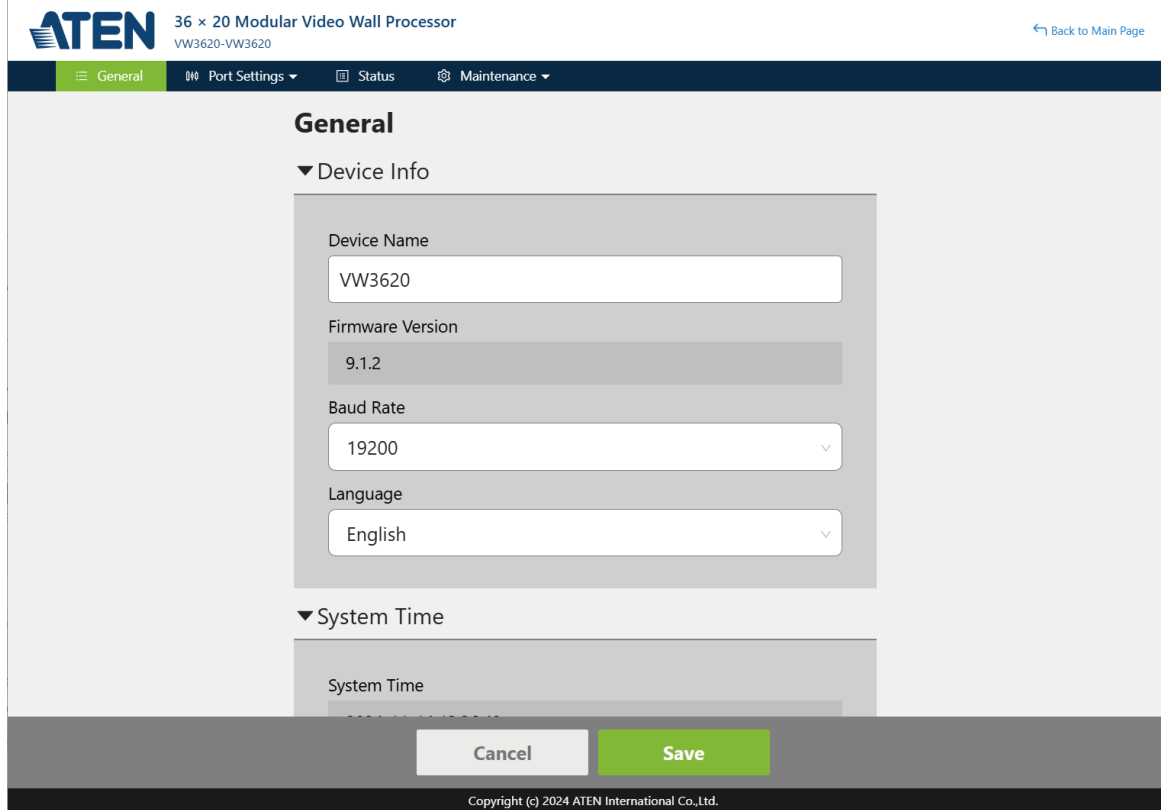 ATEN
36 × 20 Modular Video Wall Processor
VW3620-VW3620
Back to Main Page
General
Port Settings
Status
Maintenance
General
Device Info
Device Name
VW3620
Firmware Version
9.1.2
Baud Rate
19200
Language
English
System Time
System Time
Cancel
Save
Copyright (c) 2024 ATEN International Co.,Ltd.